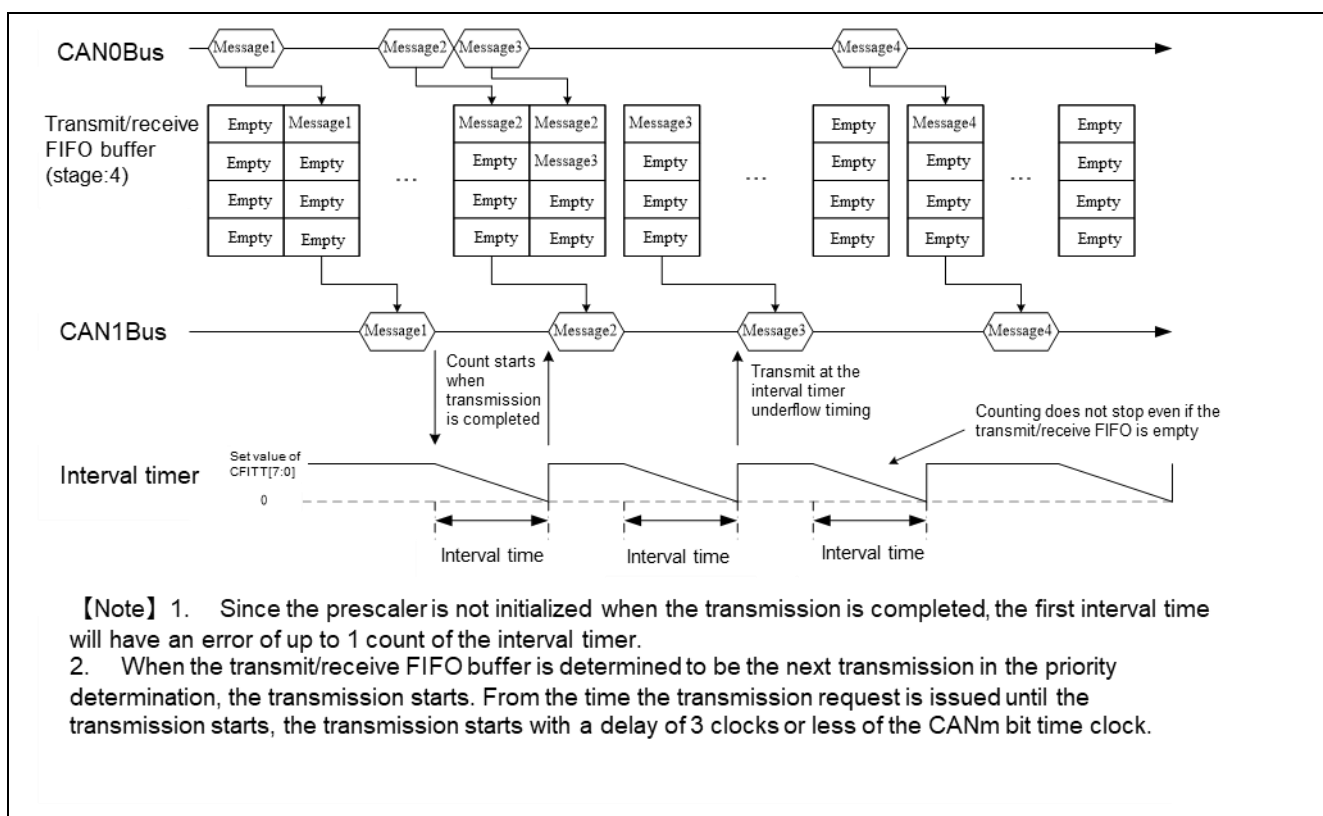 CAN0Bus
Message1
Message2
Message3
Message4
Transmit/receive
FIFO buffer
(stage:4)
Empty Message1 Message2 Message2 Message3 Empty Message4 Empty
Empty Empty … Empty Message3 Empty … Empty Empty … Empty
Empty Empty Empty Empty Empty Empty Empty Empty
Empty Empty Empty Empty Empty Empty Empty Empty
CAN1Bus
Message1
Message2
Message3
Message4
Count starts
when
transmission
is completed
Transmit at the
interval timer
underflow timing
Counting does not stop even if the
transmit/receive FIFO is empty
Interval timer
Set value of
CFITT[7:0]
0
Interval time
Interval time
Interval time
【Note】1. Since the prescaler is not initialized when the transmission is completed, the first interval time
will have an error of up to 1 count of the interval timer.
2. When the transmit/receive FIFO buffer is determined to be the next transmission in the priority
determination, the transmission starts. From the time the transmission request is issued until the
transmission starts, the transmission starts with a delay of 3 clocks or less of the CANm bit time clock.